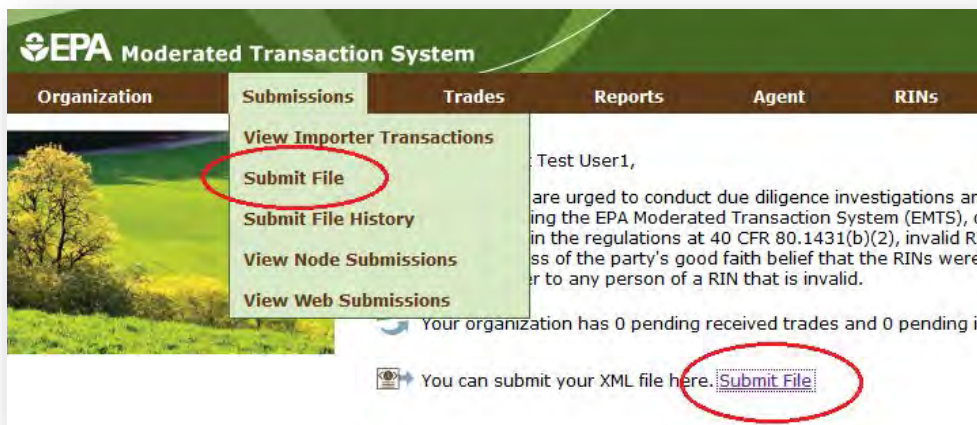 EPA Moderated Transaction System
Organization Submissions Trades Reports Agent RINs
View Importer Transactions
Submit File
Submit File History
View Node Submissions
View Web Submissions
Test User1,
are urged to conduct due diligence investigations
ing the EPA Moderated Transaction System (EMTS),
in the regulations at 40 CFR 80.1431(b)(2), invalid
ss of the party's good faith belief that the RINs were
er to any person of a RIN that is invalid.
Your organization has 0 pending received trades and 0 pending
You can submit your XML file here. Submit File